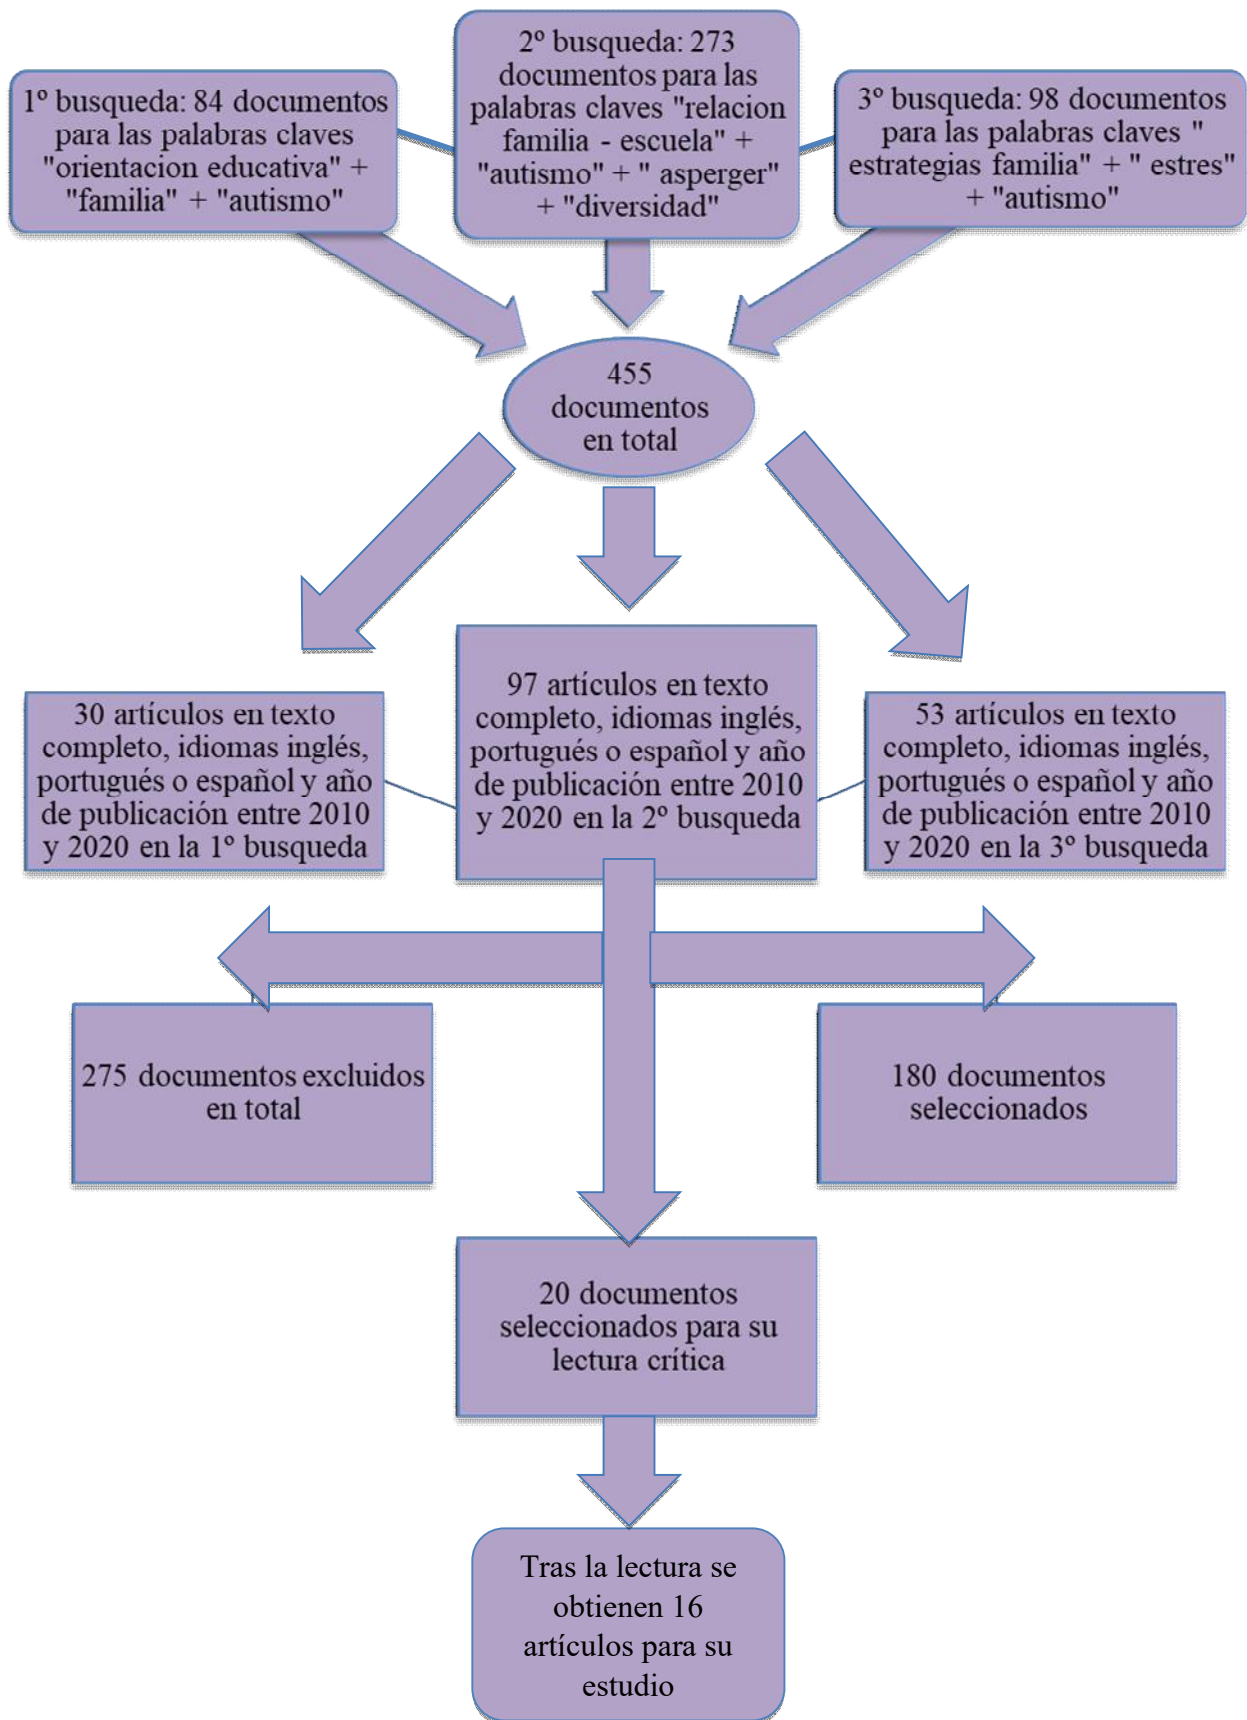 1º busqueda: 84 documentos
para las palabras claves
"orientacion educativa" +
"familia" + "autismo"
2º busqueda: 273
documentos para las
palabras claves "relacion
familia - escuela" +
"autismo" + " asperger"
+ "diversidad"
3º busqueda: 98 documentos
para las palabras claves "
estrategias familia" + " estres"
+ "autismo"
455
documentos
en total
30 artículos en texto
completo, idiomas inglés,
portugués o español y año
de publicación entre 2010
y 2020 en la 1º busqueda
97 artículos en texto
completo, idiomas inglés,
portugués o español y año
de publicación entre 2010
y 2020 en la 2º busqueda
53 artículos en texto
completo, idiomas inglés,
portugués o español y año
de publicación entre 2010
y 2020 en la 3º busqueda
275 documentos excluidos
en total
180 documentos
seleccionados
20 documentos
seleccionados para su
lectura crítica
Tras la lectura se
obtienen 16
artículos para su
estudio